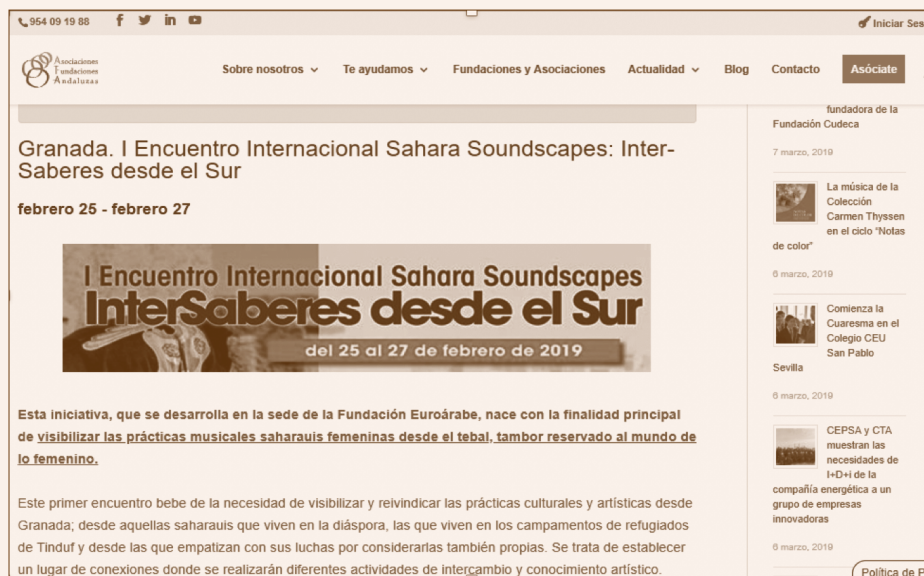 954 09 19 88
Iniciar Ses
Asociaciones
Fundaciones
Andaluzas
Sobre nosotros
Te ayudamos
Fundaciones y Asociaciones
Actualidad
Blog
Contacto
Asóciate
Granada. I Encuentro Internacional Sahara Soundscapes: Inter-
Saberes desde el Sur
febrero 25 - febrero 27
I Encuentro Internacional Sahara Soundscapes
InterSaberes desde el Sur
del 25 al 27 de febrero de 2019
Esta iniciativa, que se desarrolla en la sede de la Fundación Euroárabe, nace con la finalidad principal
de visibilizar las prácticas musicales saharauis femeninas desde el tebal, tambor reservado al mundo de
lo femenino.
Este primer encuentro bebe de la necesidad de visibilizar y reivindicar las prácticas culturales y artísticas desde
Granada; desde aquellas saharauis que viven en la diáspora, las que viven en los campamentos de refugiados
de Tinduf y desde las que empatizan con sus luchas por considerarlas también propias. Se trata de establecer
un lugar de conexiones donde se realizarán diferentes actividades de intercambio y conocimiento artístico.
fundadora de la
Fundación Cudeca
7 marzo, 2019
La música de la
Colección
Carmen Thyssen
en el ciclo "Notas
de color"
6 marzo, 2019
Comienza la
Cuaresma en el
Colegio CEU
San Pablo
Sevilla
6 marzo, 2019
CEPSA y CTA
muestran las
necesidades de
I+D+i de la
compañía energética a un
grupo de empresas
innovadoras
6 marzo, 2019
Política de P